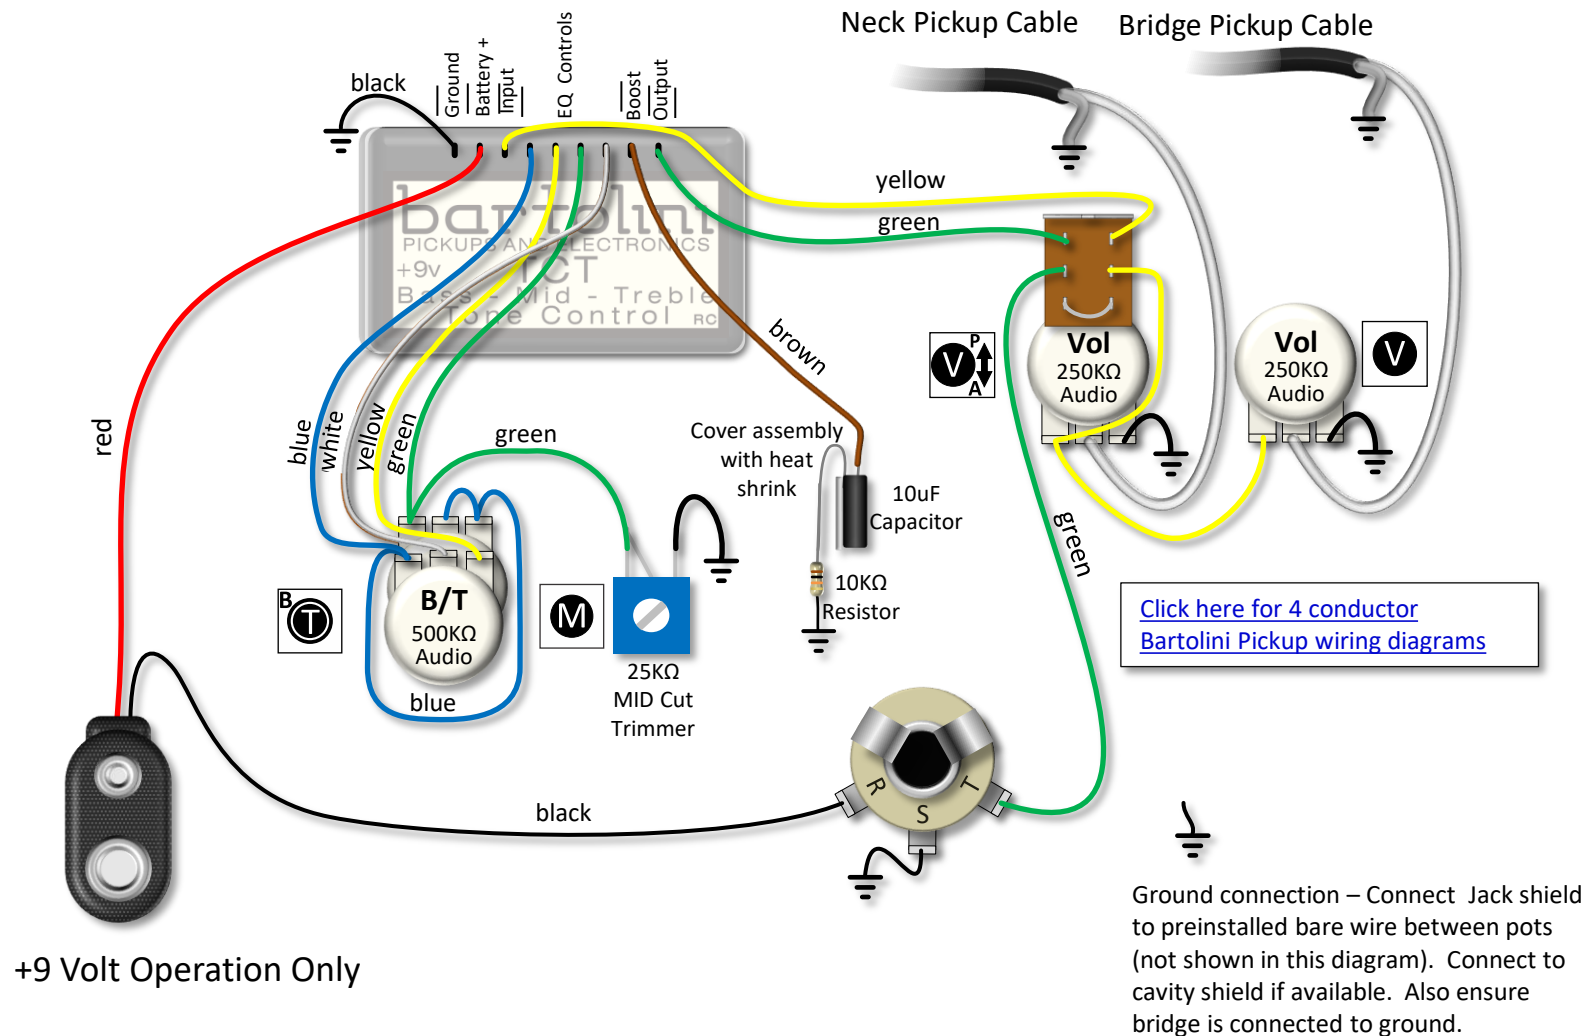 Neck Pickup Cable
Bridge Pickup Cable
black
Ground
Battery +
Input
EQ Controls
Boost
Output
bartolini
PICKUPS AND ELECTRONICS
+9v
TCT
Bass - Mid - Treble
Tone Control RC
yellow
green
brown
red
blue
white
yellow
green
green
Cover assembly
with heat
shrink
10uF
Capacitor
10KΩ
Resistor
V
P
A
Vol
250KΩ
Audio
Vol
250KΩ
Audio
V
green
B
T
B/T
500KΩ
Audio
blue
M
25KΩ
MID Cut
Trimmer
Click here for 4 conductor
Bartolini Pickup wiring diagrams
black
R
S
T
+9 Volt Operation Only
Ground connection – Connect Jack shield
to preinstalled bare wire between pots
(not shown in this diagram). Connect to
cavity shield if available. Also ensure
bridge is connected to ground.